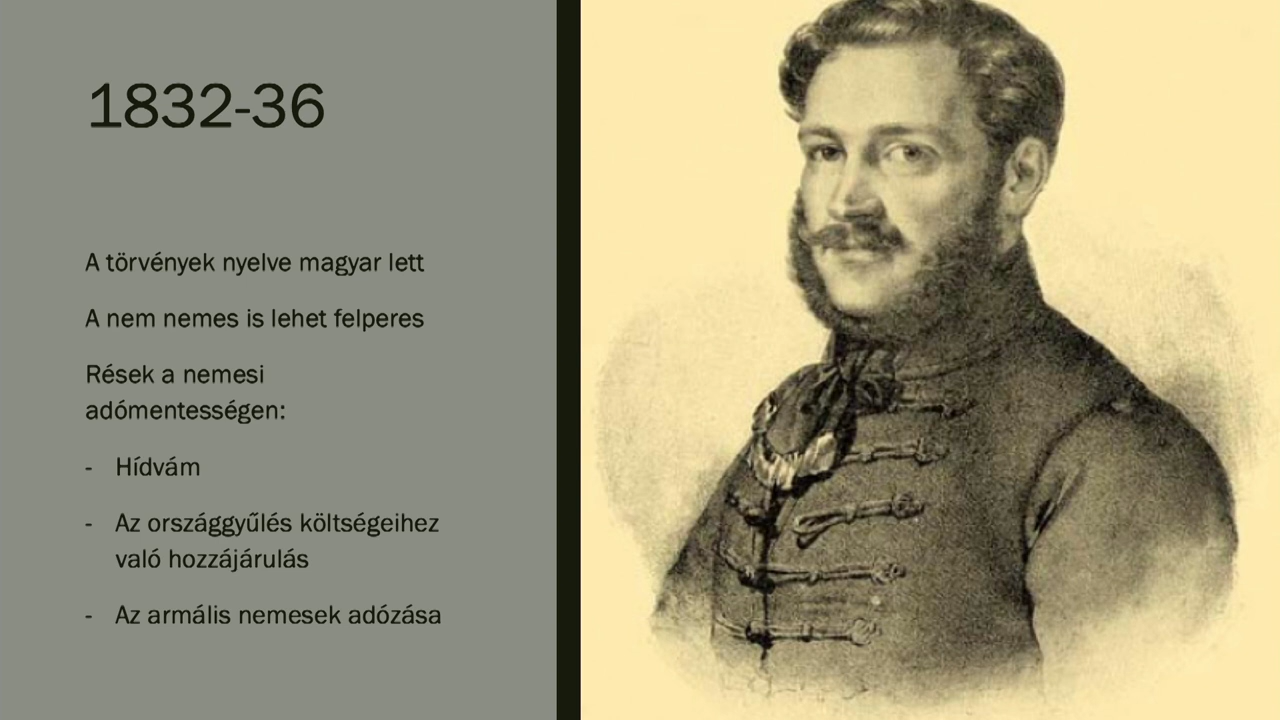 1832-36
A törvények nyelve magyar lett
A nem nemes is lehet felperes
Rések a nemesi
adómentességen:
- Hídvám
- Az országgyűlés költségeihez
való hozzájárulás
- Az armális nemesek adózása